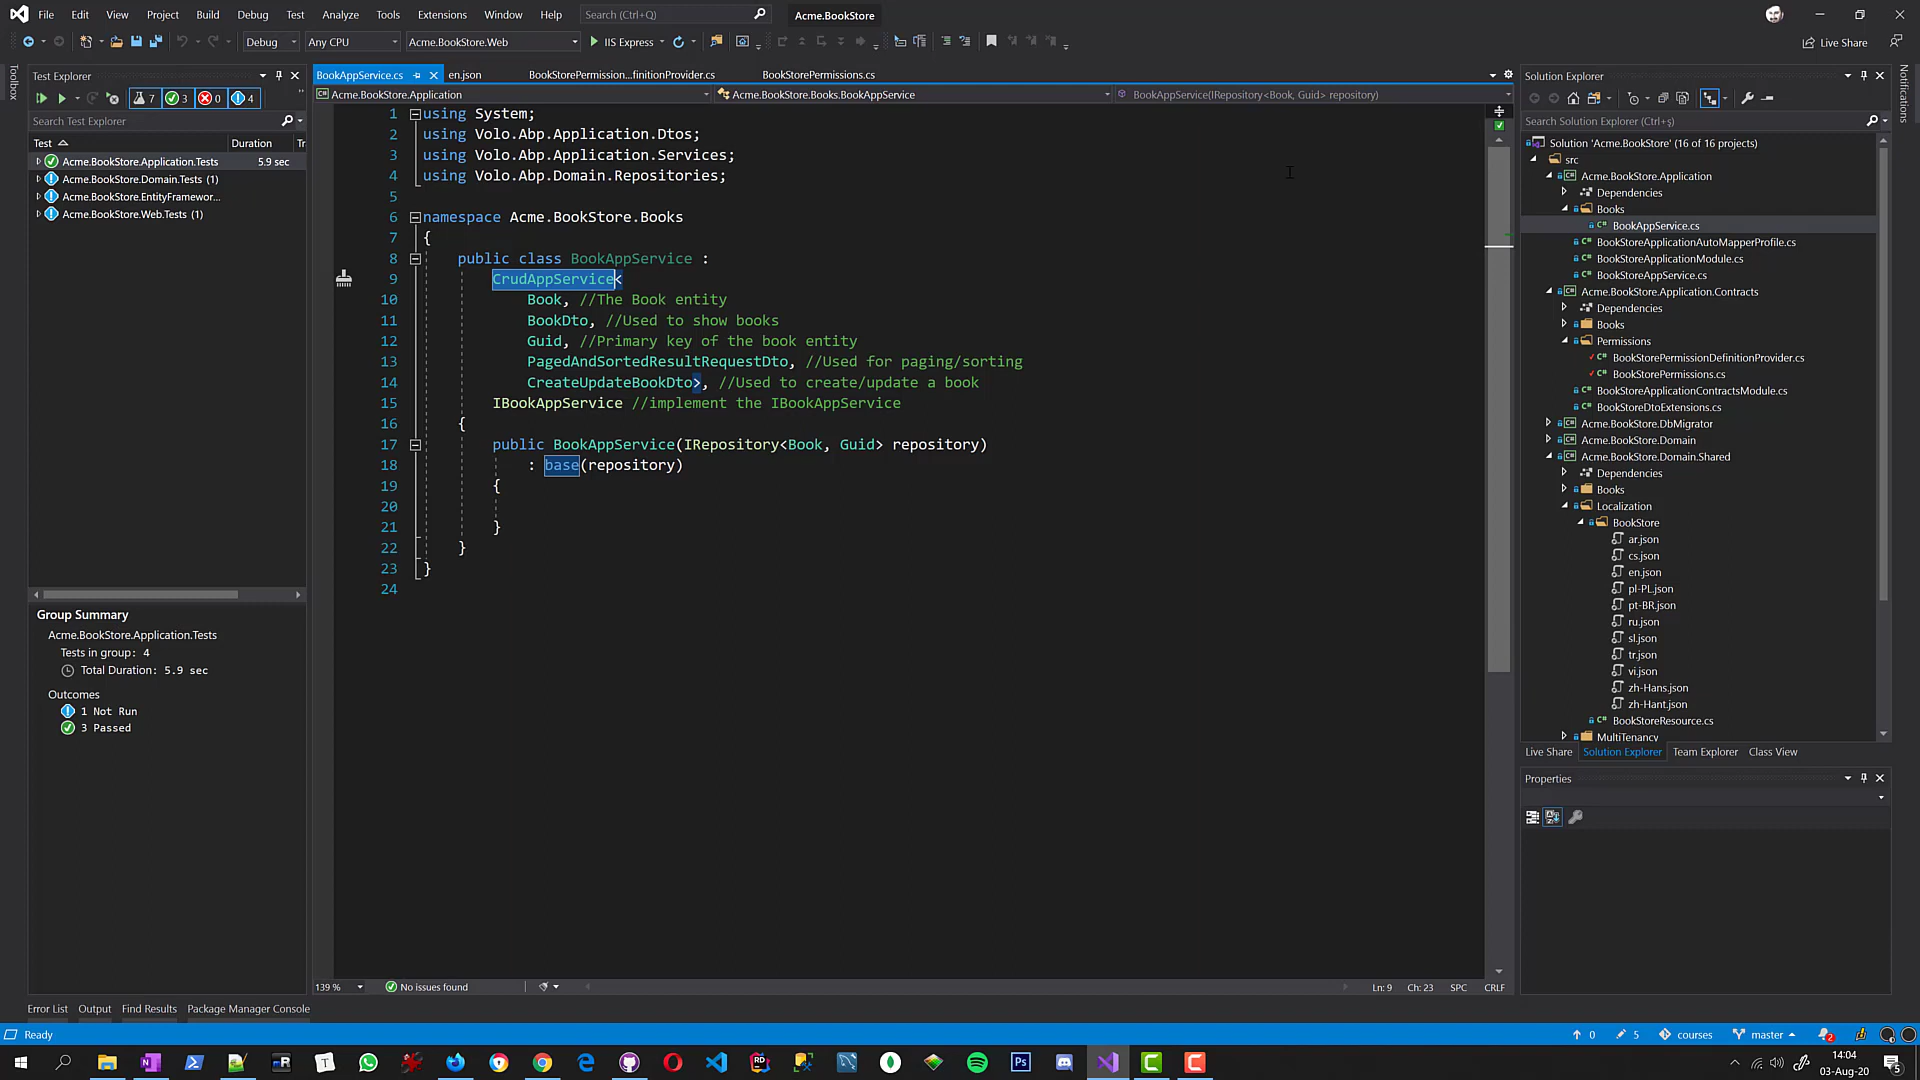 File Edit View Project Build Debug Test Analyze Tools Extensions Window Help Search (Ctrl+Q) Acme.BookStore
Debug Any CPU Acme.BookStore.Web IIS Express Live Share
Toolbox
Test Explorer
7 3 0 4
Search Test Explorer
Test Duration Tr
Acme.BookStore.Application.Tests 5.9 sec
Acme.BookStore.Domain.Tests (1)
Acme.BookStore.EntityFramewor...
Acme.BookStore.Web.Tests (1)
Group Summary
Acme.BookStore.Application.Tests
Tests in group: 4
Total Duration: 5.9 sec
Outcomes
1 Not Run
3 Passed
BookAppService.cs en.json BookStorePermission...finitionProvider.cs BookStorePermissions.cs
Acme.BookStore.Application Acme.BookStore.Books.BookAppService BookAppService(IRepository<Book, Guid> repository)
1 using System;
2 using Volo.Abp.Application.Dtos;
3 using Volo.Abp.Application.Services;
4 using Volo.Abp.Domain.Repositories;
5
6 namespace Acme.BookStore.Books
7 {
8 public class BookAppService :
9 CrudAppService<
10 Book, //The Book entity
11 BookDto, //Used to show books
12 Guid, //Primary key of the book entity
13 PagedAndSortedResultRequestDto, //Used for paging/sorting
14 CreateUpdateBookDto>, //Used to create/update a book
15 IBookAppService //implement the IBookAppService
16 {
17 public BookAppService(IRepository<Book, Guid> repository)
18 : base(repository)
19 {
20
21 }
22 }
23 }
24
139 % No issues found Ln: 9 Ch: 23 SPC CRLF
Solution Explorer
Search Solution Explorer (Ctrl+ş)
Solution 'Acme.BookStore' (16 of 16 projects)
src
Acme.BookStore.Application
Dependencies
Books
BookAppService.cs
BookStoreApplicationAutoMapperProfile.cs
BookStoreApplicationModule.cs
BookStoreAppService.cs
Acme.BookStore.Application.Contracts
Dependencies
Books
Permissions
BookStorePermissionDefinitionProvider.cs
BookStorePermissions.cs
BookStoreApplicationContractsModule.cs
BookStoreDtoExtensions.cs
Acme.BookStore.DbMigrator
Acme.BookStore.Domain
Acme.BookStore.Domain.Shared
Dependencies
Books
Localization
BookStore
ar.json
cs.json
en.json
pl-PL.json
pt-BR.json
ru.json
sl.json
tr.json
vi.json
zh-Hans.json
zh-Hant.json
BookStoreResource.cs
MultiTenancy
Live Share Solution Explorer Team Explorer Class View
Properties
Notifications
Error List Output Find Results Package Manager Console
Ready 0 5 courses master 2
14:04
03-Aug-20
5